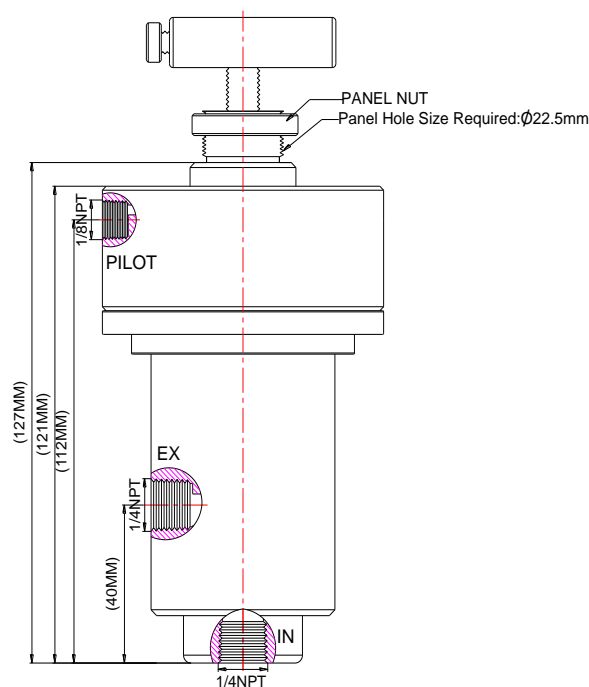 PANEL NUT
Panel Hole Size Required:Ø22.5mm
1/8NPT
PILOT
(127MM)
(121MM)
(112MM)
EX
1/4NPT
(40MM)
IN
1/4NPT